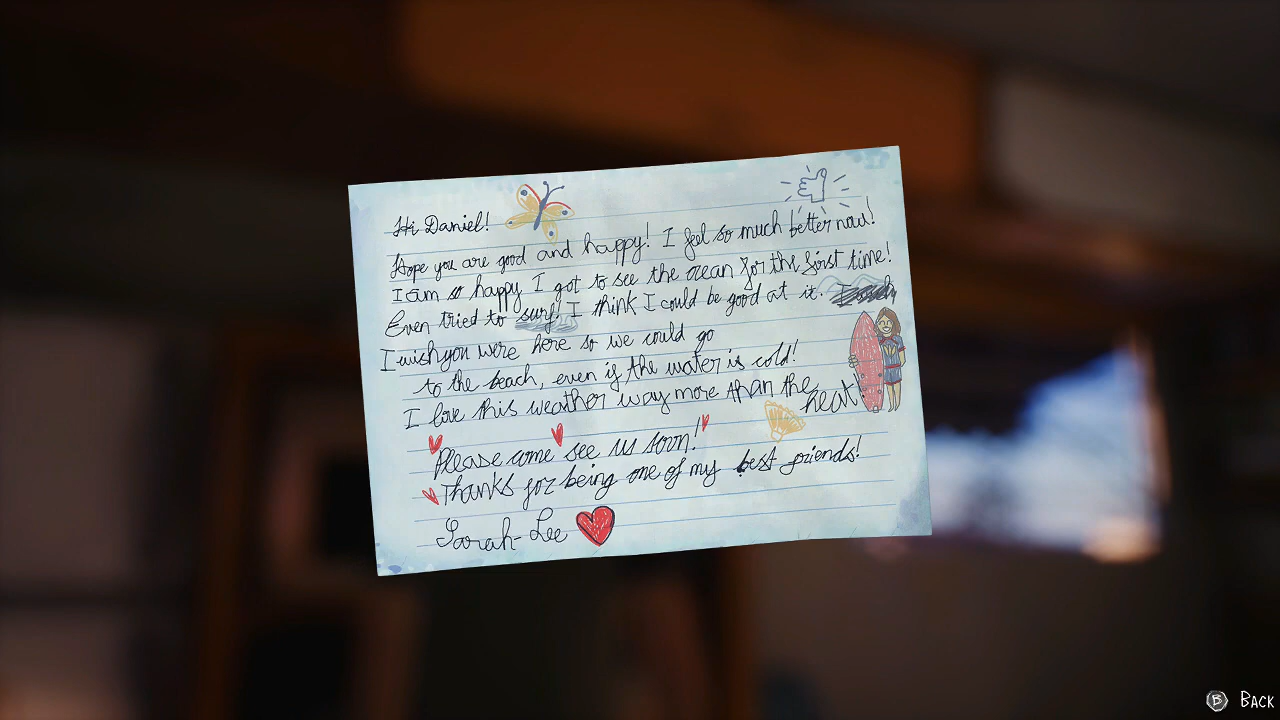 Hi Daniel!
Hope you are good and happy! I feel so much better now!
I am so happy I got to see the ocean for the first time!
Even tried to surf! I think I could be good at it.
I wish you were here so we could go
to the beach, even if the water is cold!
I love this weather way more than the heat!
Please come see us soon!
Thanks for being one of my best friends!
Sarah-Lee
B BACK